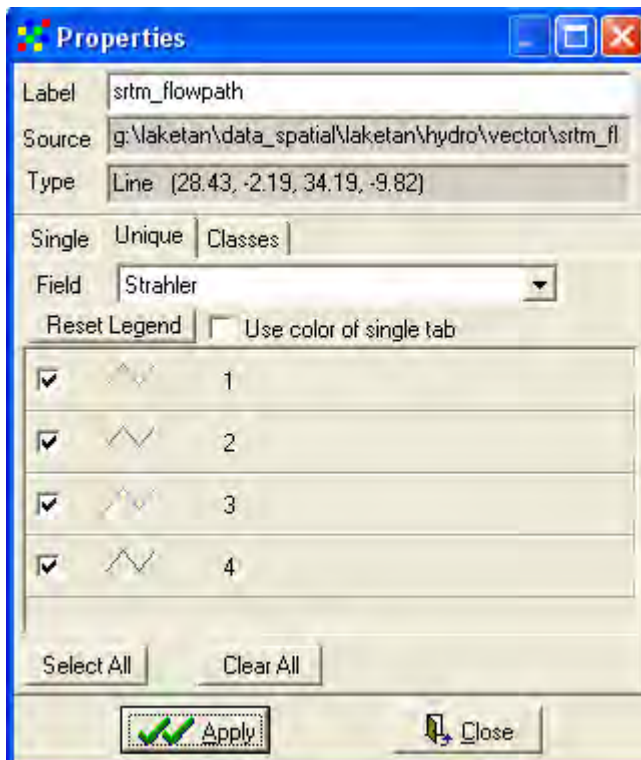 Properties
Label srtm_flowpath
Source g:\laketan\data_spatial\laketan\hydro\vector\srtm_fl
Type Line (28.43, -2.19, 34.19, -9.82)
Single Unique Classes
Field Strahler
Reset Legend Use color of single tab
1
2
3
4
Select All Clear All
Apply Close